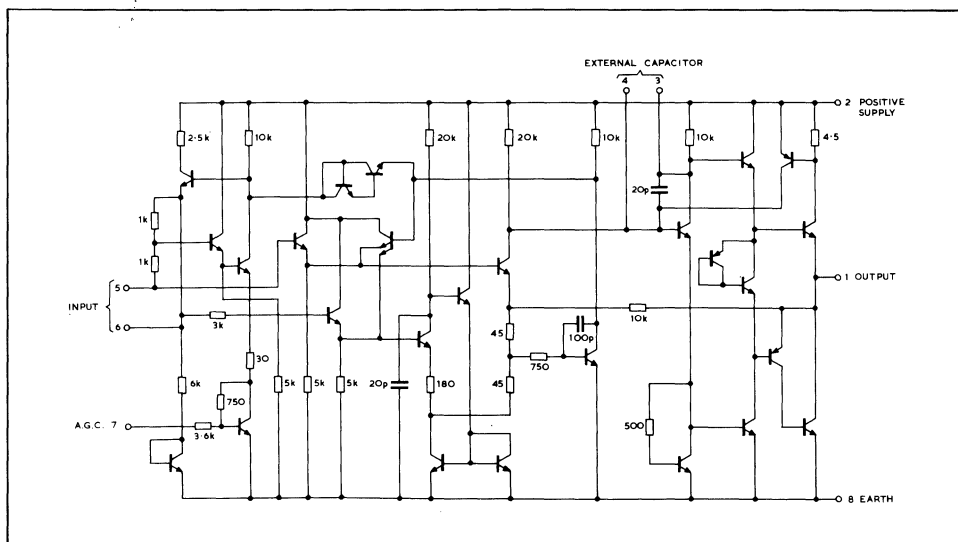 EXTERNAL CAPACITOR
4 3
2 POSITIVE
SUPPLY
2·5k
10k
20k
20k
10k
10k
4·5
20p
1k
1k
5
INPUT
6
1 OUTPUT
3k
10k
45
100p
750
30
45
6k
5k
5k
5k
20p
180
750
500
A.G.C. 7
3·6k
8 EARTH